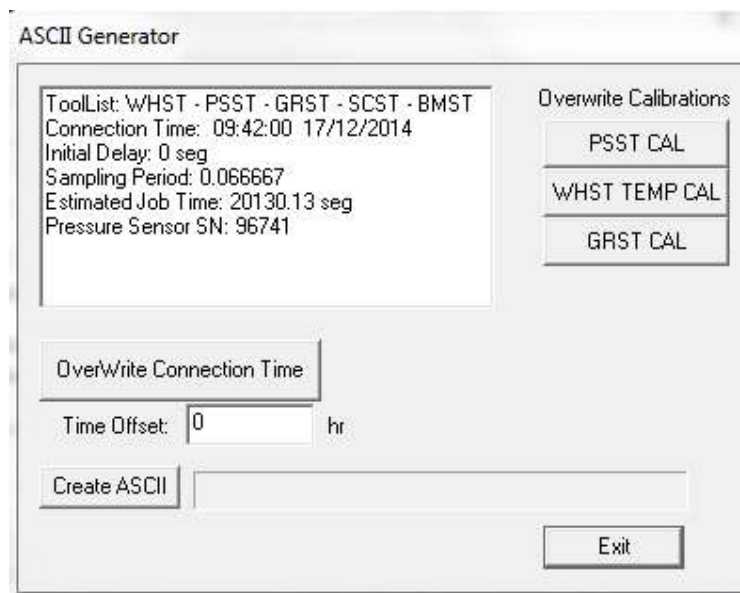 ASCII Generator
ToolList: WHST - PSST - GRST - SCST - BMST
Connection Time:  09:42:00  17/12/2014
Initial Delay: 0 seg
Sampling Period: 0.066667
Estimated Job Time: 20130.13 seg
Pressure Sensor SN: 96741
Overwrite Calibrations
PSST CAL
WHST TEMP CAL
GRST CAL
OverWrite Connection Time
Time Offset: 0 hr
Create ASCII
Exit